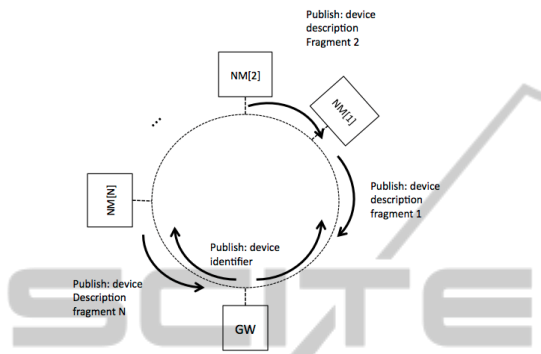 Publish: device
description
Fragment 2
NM[2]
NM[1]
...
NM[N]
Publish: device
description
fragment 1
Publish: device
identifier
Publish: device
Description
fragment N
GW
SCITE